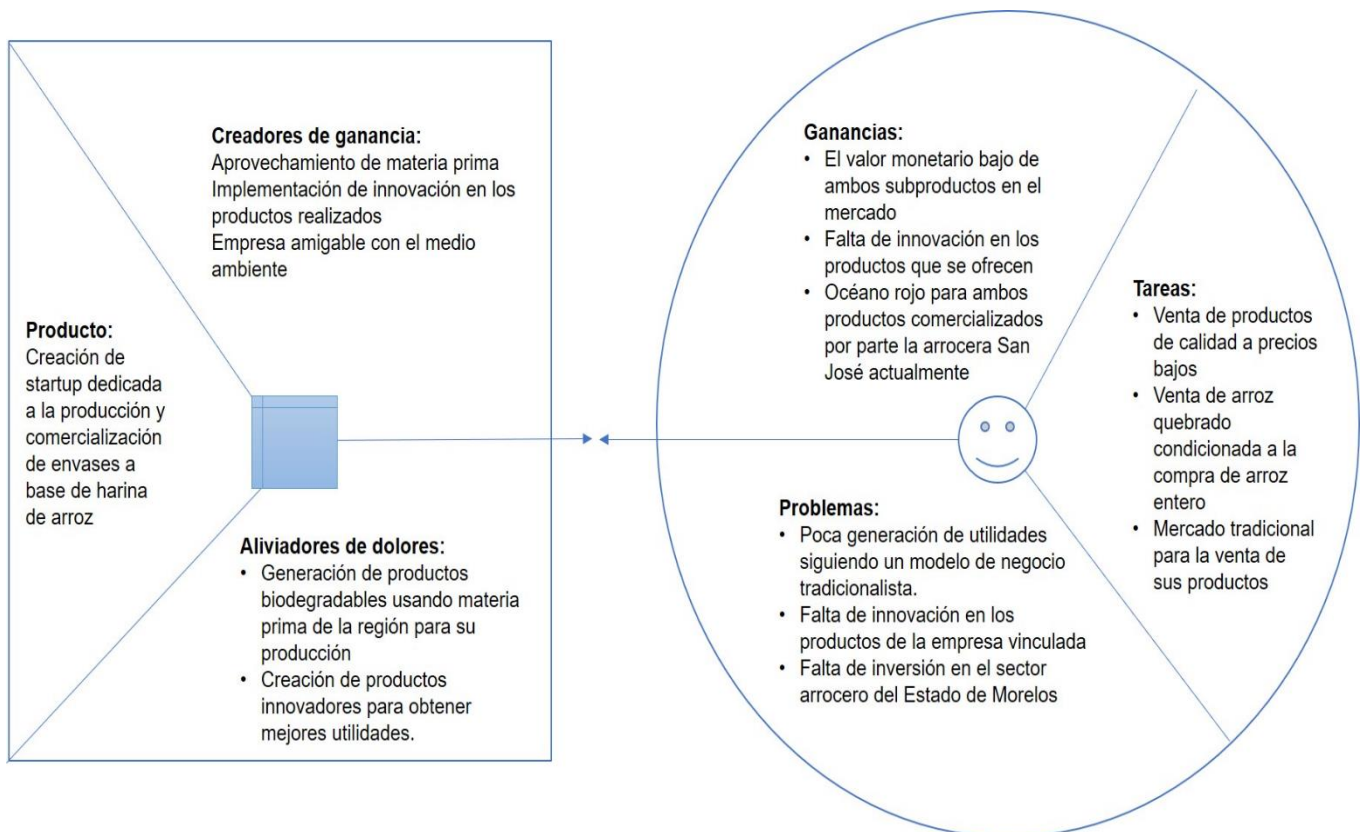 Creadores de ganancia:
Aprovechamiento de materia prima
Implementación de innovación en los
productos realizados
Empresa amigable con el medio
ambiente
Producto:
Creación de
startup dedicada
a la producción y
comercialización
de envases a
base de harina
de arroz
Aliviadores de dolores:
• Generación de productos
biodegradables usando materia
prima de la región para su
producción
• Creación de productos
innovadores para obtener
mejores utilidades.
Ganancias:
• El valor monetario bajo de
ambos subproductos en el
mercado
• Falta de innovación en los
productos que se ofrecen
• Océano rojo para ambos
productos comercializados
por parte la arrocera San
José actualmente
Tareas:
• Venta de productos
de calidad a precios
bajos
• Venta de arroz
quebrado
condicionada a la
compra de arroz
entero
• Mercado tradicional
para la venta de
sus productos
Problemas:
• Poca generación de utilidades
siguiendo un modelo de negocio
tradicionalista.
• Falta de innovación en los
productos de la empresa vinculada
• Falta de inversión en el sector
arrocero del Estado de Morelos